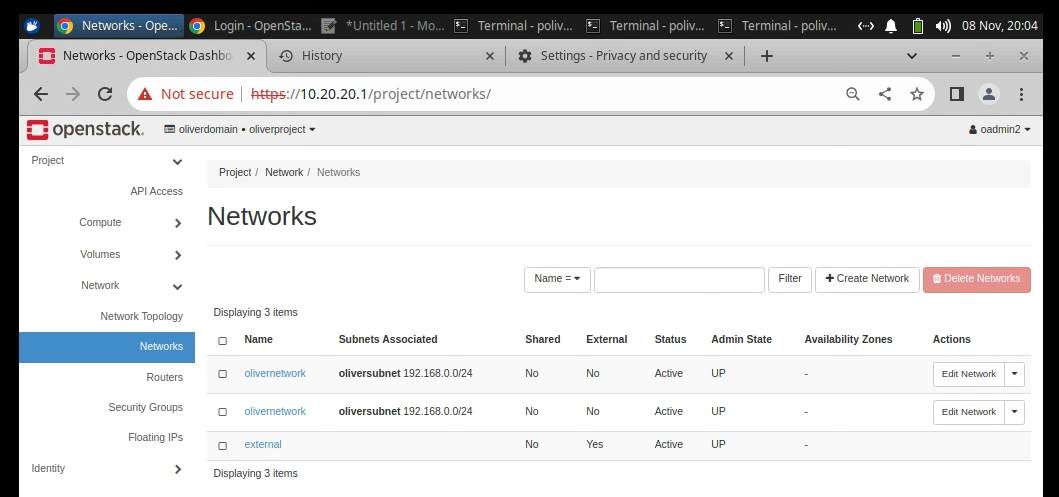 Networks - Ope...
Login - OpenSta...
*Untitled 1 - Mo...
Terminal - poliv...
Terminal - poliv...
Terminal - poliv...
08 Nov, 20:04
Networks - OpenStack Dashbo
History
Settings - Privacy and security
Not secure https://10.20.20.1/project/networks/
openstack. oliverdomain • oliverproject oadmin2
Project
API Access
Compute
Volumes
Network
Network Topology
Networks
Routers
Security Groups
Floating IPs
Identity
Project / Network / Networks
Networks
Name = Filter + Create Network Delete Networks
Displaying 3 items
Name Subnets Associated Shared External Status Admin State Availability Zones Actions
olivernetwork oliversubnet 192.168.0.0/24 No No Active UP - Edit Network
olivernetwork oliversubnet 192.168.0.0/24 No No Active UP - Edit Network
external No Yes Active UP -
Displaying 3 items